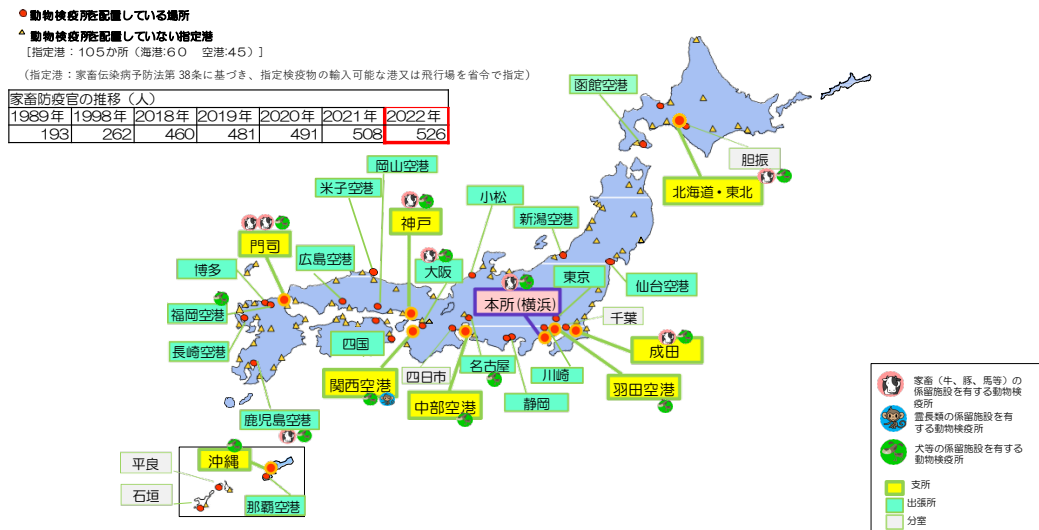 動物検疫所を配置している場所
動物検疫所を配置していない指定港
[指定港：105か所（海港:60　空港:45）]
（指定港：家畜伝染病予防法第38条に基づき、指定検疫物の輸入可能な港又は飛行場を省令で指定）
家畜防疫官の推移（人）
1989年 1998年 2018年 2019年 2020年 2021年 2022年
193 262 460 481 491 508 526
函館空港
胆振
北海道・東北
岡山空港
米子空港
小松
神戸
新潟空港
門司
大阪
広島空港
博多
東京
仙台空港
本所(横浜)
福岡空港
千葉
長崎空港
四国
成田
名古屋
四日市
川崎
関西空港
羽田空港
中部空港
静岡
鹿児島空港
沖縄
平良
石垣
那覇空港
家畜（牛、豚、馬等）の
係留施設を有する動物検
疫所
霊長類の係留施設を有
する動物検疫所
犬等の係留施設を有する
動物検疫所
支所
出張所
分室